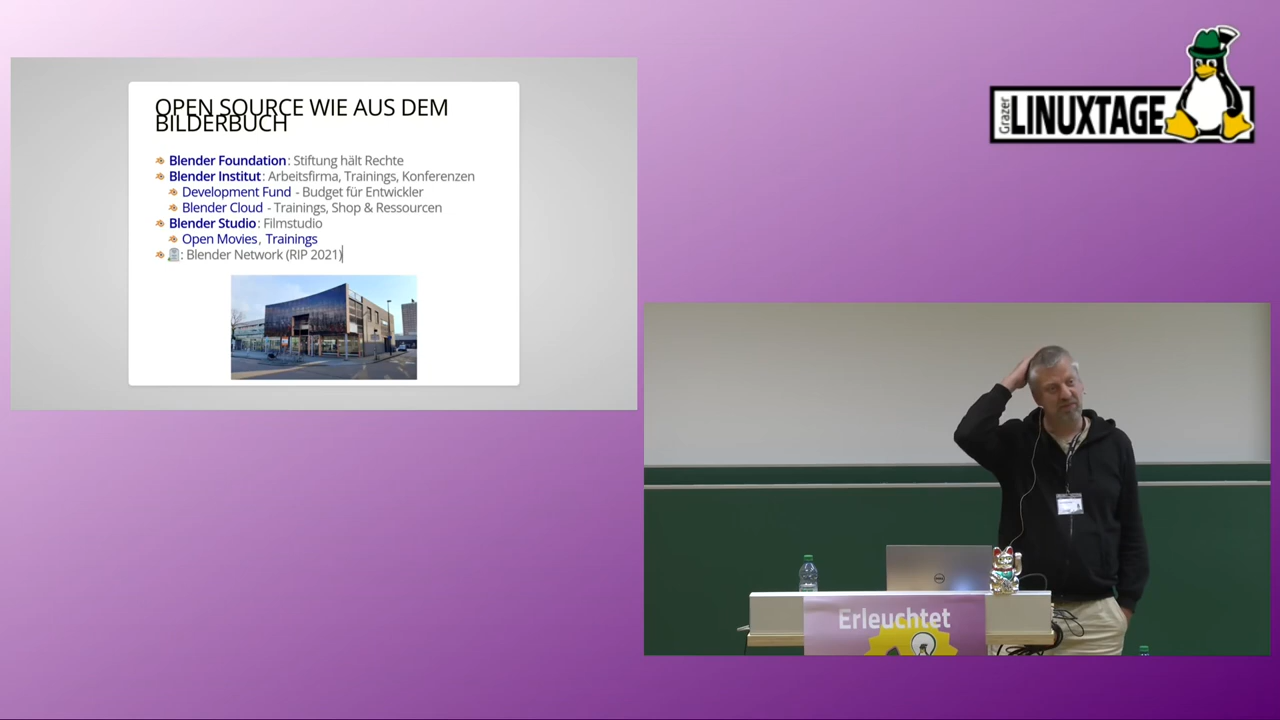 OPEN SOURCE WIE AUS DEM
BILDERBUCH
Blender Foundation: Stiftung hält Rechte
Blender Institut: Arbeitsfirma, Trainings, Konferenzen
Development Fund - Budget für Entwickler
Blender Cloud - Trainings, Shop & Ressourcen
Blender Studio: Filmstudio
Open Movies, Trainings
: Blender Network (RIP 2021)
Grazer
LINUXTAGE
DELL
Erleuchtet